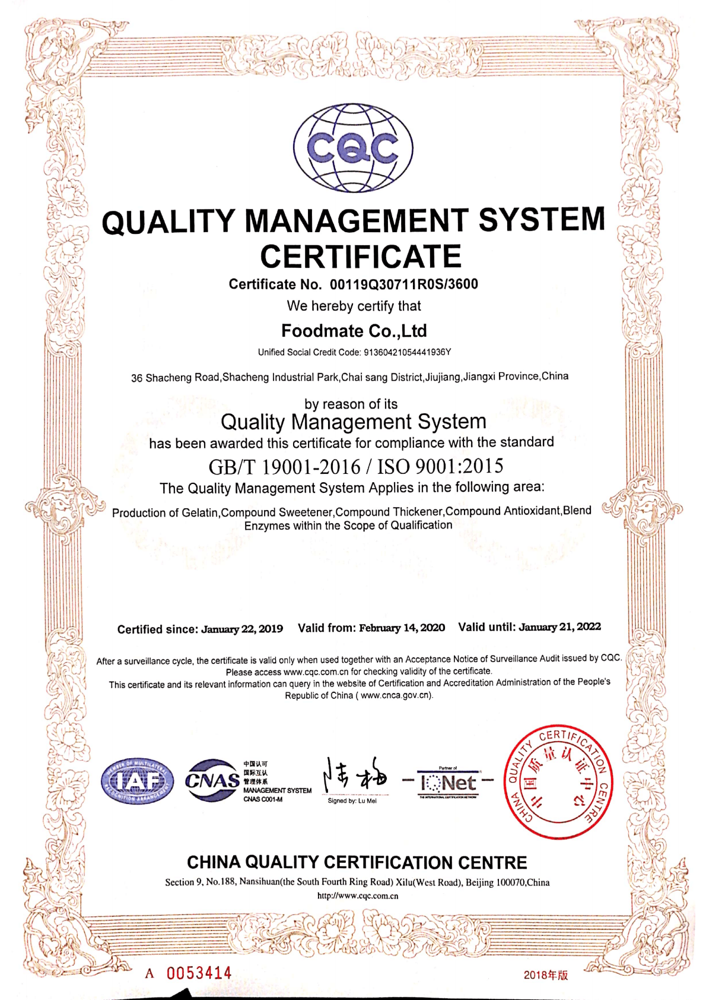 CQC
QUALITY MANAGEMENT SYSTEM
CERTIFICATE
Certificate No. 00119Q30711R0S/3600
We hereby certify that
Foodmate Co.,Ltd
Unified Social Credit Code: 91360421054441936Y
36 Shacheng Road,Shacheng Industrial Park,Chai sang District,Jiujiang,Jiangxi Province,China
by reason of its
Quality Management System
has been awarded this certificate for compliance with the standard
GB/T 19001-2016 / ISO 9001:2015
The Quality Management System Applies in the following area:
Production of Gelatin,Compound Sweetener,Compound Thickener,Compound Antioxidant,Blend
Enzymes within the Scope of Qualification
Certified since: January 22, 2019 Valid from: February 14, 2020 Valid until: January 21, 2022
After a surveillance cycle, the certificate is valid only when used together with an Acceptance Notice of Surveillance Audit issued by CQC.
Please access www.cqc.com.cn for checking validity of the certificate.
This certificate and its relevant information can query in the website of Certification and Accreditation Administration of the People's
Republic of China ( www.cnca.gov.cn).
MEMBER OF MULTILATERAL
IAF
RECOGNITION ARRANGEMENT
CNAS
中国认可
国际互认
管理体系
MANAGEMENT SYSTEM
CNAS C001-M
陆梅
Signed by: Lu Mei
Partner of
IQNet
THE INTERNATIONAL CERTIFICATION NETWORK
CHINA QUALITY CERTIFICATION CENTRE
中国质量认证中心
CHINA QUALITY CERTIFICATION CENTRE
Section 9, No.188, Nansihuan(the South Fourth Ring Road) Xilu(West Road), Beijing 100070,China
http://www.cqc.com.cn
A 0053414
2018年版